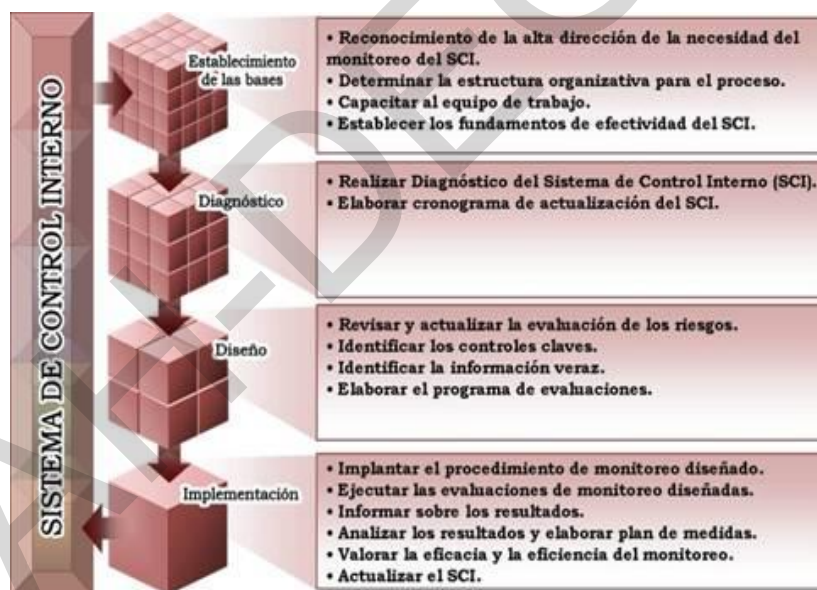 SISTEMA DE CONTROL INTERNO
Establecimiento
de las bases
• Reconocimiento de la alta dirección de la necesidad del
monitoreo del SCI.
• Determinar la estructura organizativa para el proceso.
• Capacitar al equipo de trabajo.
• Establecer los fundamentos de efectividad del SCI.
Diagnóstico
• Realizar Diagnóstico del Sistema de Control Interno (SCI).
• Elaborar cronograma de actualización del SCI.
Diseño
• Revisar y actualizar la evaluación de los riesgos.
• Identificar los controles claves.
• Identificar la información veraz.
• Elaborar el programa de evaluaciones.
Implementación
• Implantar el procedimiento de monitoreo diseñado.
• Ejecutar las evaluaciones de monitoreo diseñadas.
• Informar sobre los resultados.
• Analizar los resultados y elaborar plan de medidas.
• Valorar la eficacia y la eficiencia del monitoreo.
• Actualizar el SCI.